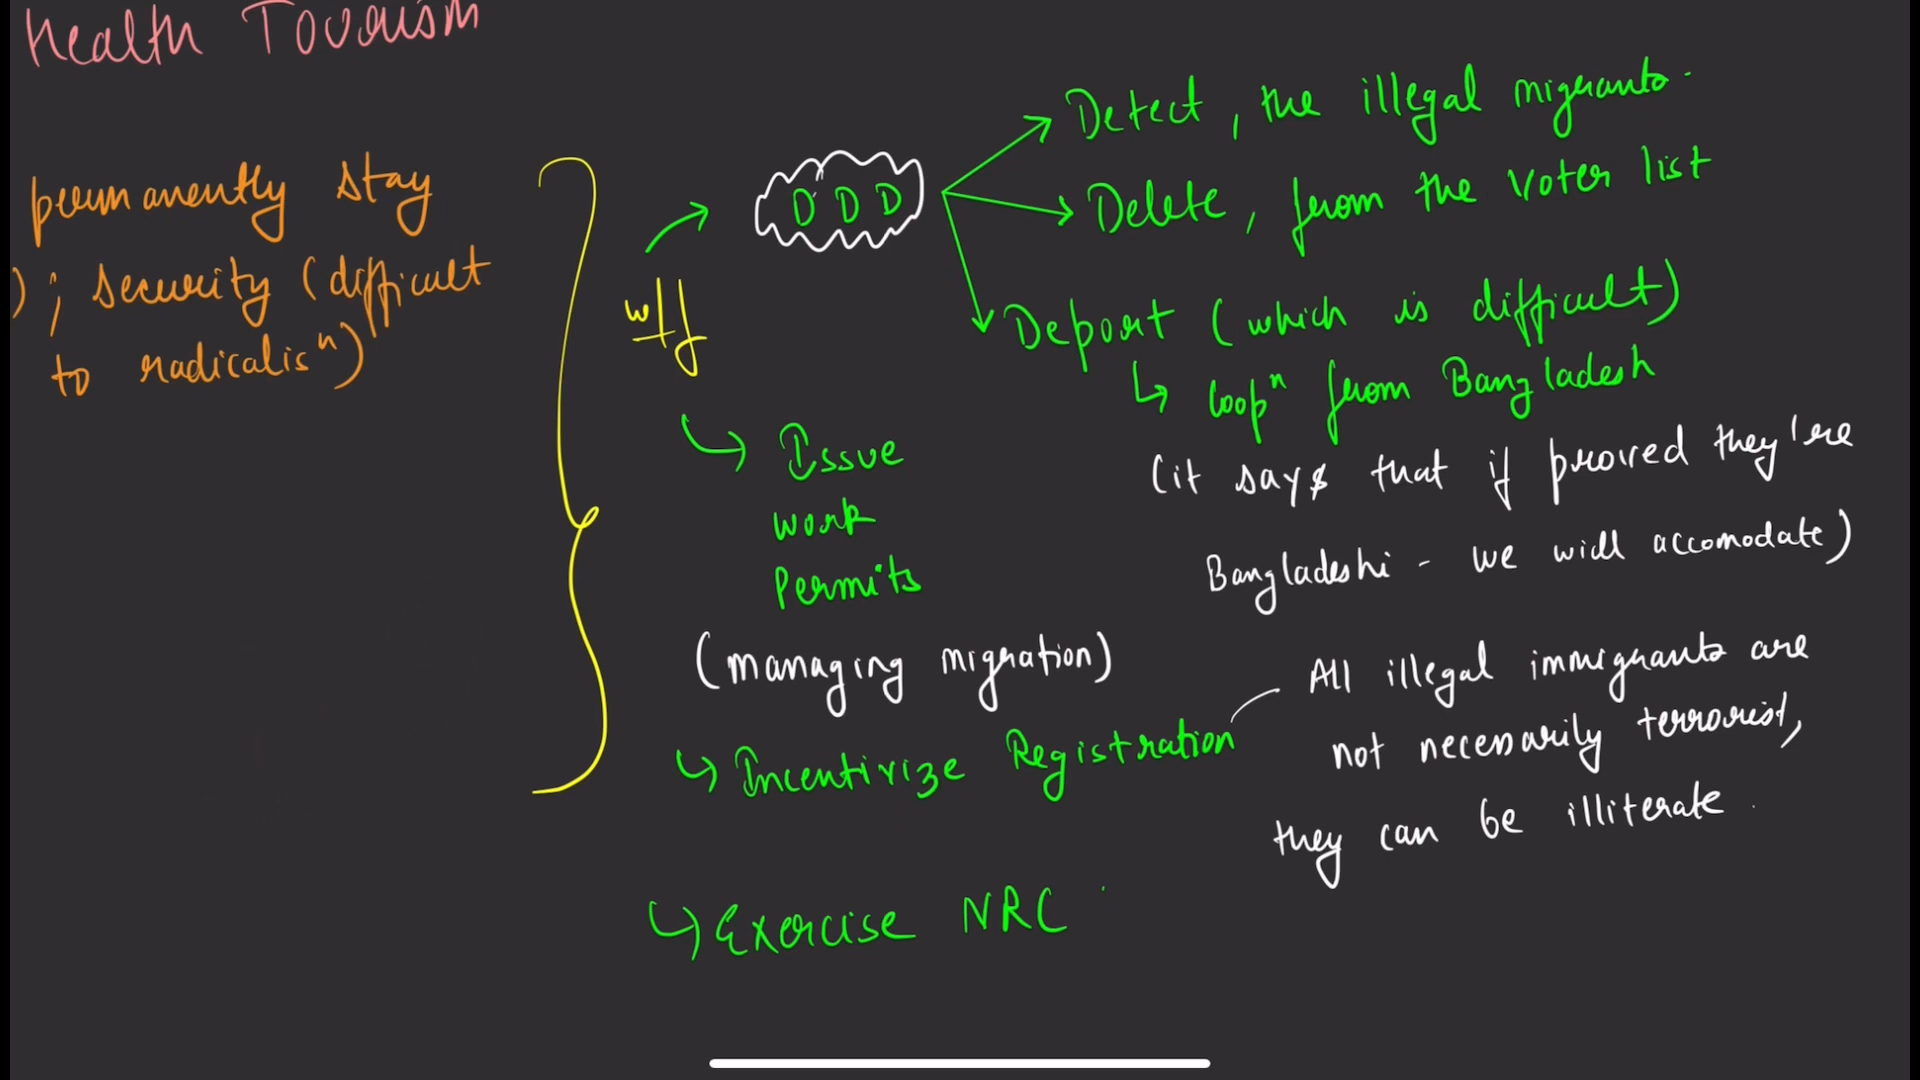 Health Tourism
permanently stay
); security (difficult
to radicalisⁿ)
w/f
D D D
Detect, the illegal migrants.
Delete, from the voter list
Deport (which is difficult)
↳ coopⁿ from Bangladesh
(it says that if proved they're
Bangladeshi - we will accomodate)
Issue
work
Permits
(managing migration)
↳ Incentivize Registration
All illegal immigrants are
not necessarily terrorist,
they can be illiterate.
↳ Exercise NRC